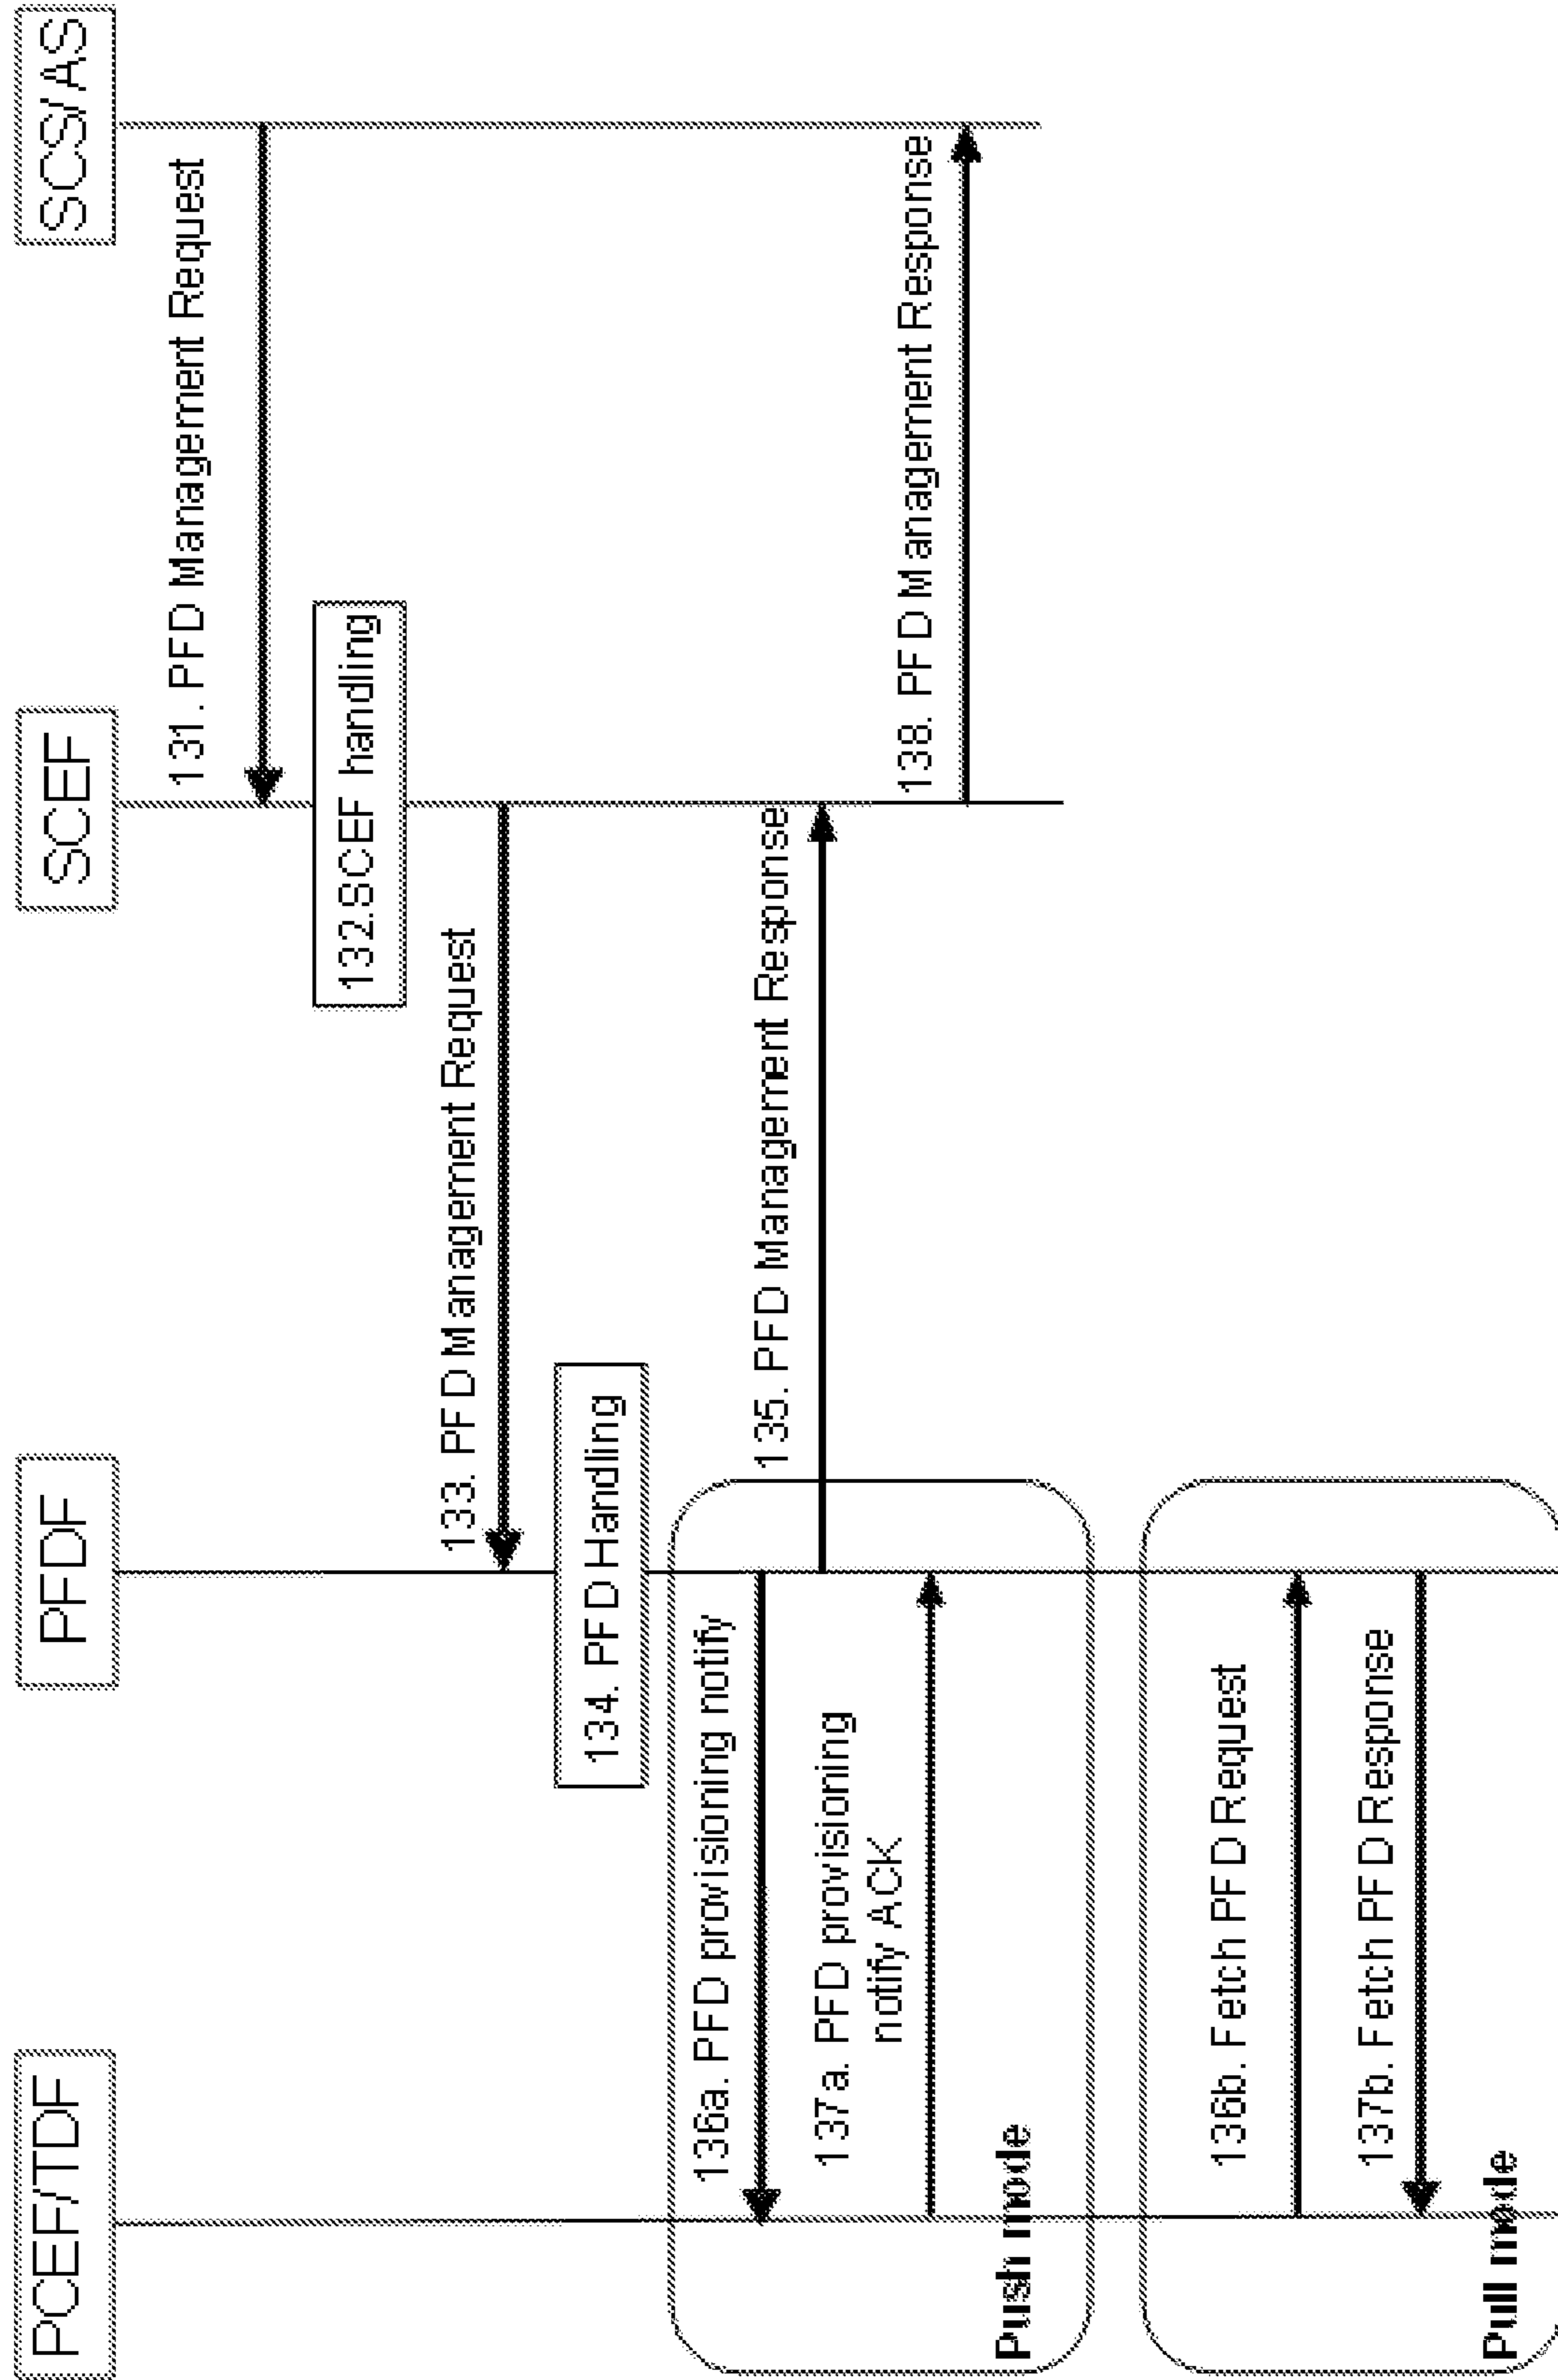 PCEF/TDF
PFDF
SCEF
SCS/AS
131. PFD Management Request
132.SCEF handling
133. PFD Management Request
134. PFD Handling
136a. PFD provisioning notify
135. PFD Management Response
137a. PFD provisioning
notify ACK
138. PFD Management Response
Push mode
136b. Fetch PFD Request
137b. Fetch PFD Response
Pull mode